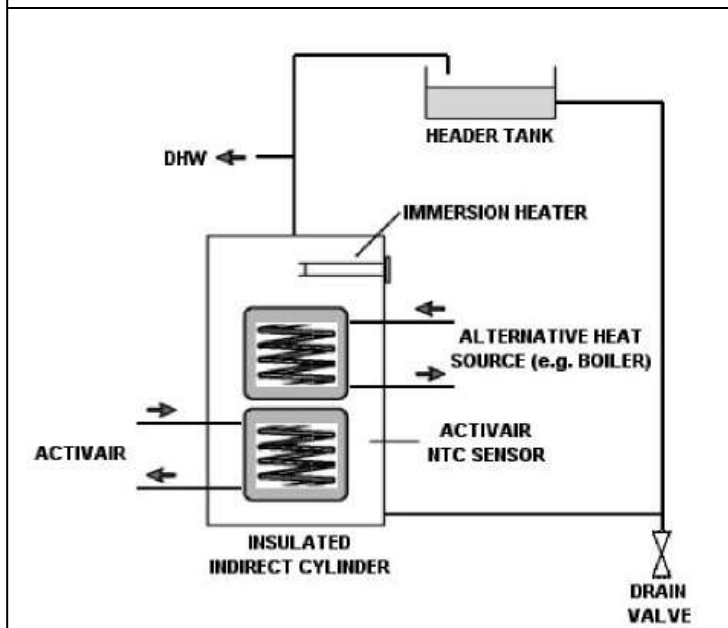 HEADER TANK
DHW
IMMERSION HEATER
ALTERNATIVE HEAT
SOURCE (e.g. BOILER)
ACTIVAIR
ACTIVAIR
NTC SENSOR
INSULATED
INDIRECT CYLINDER
DRAIN
VALVE